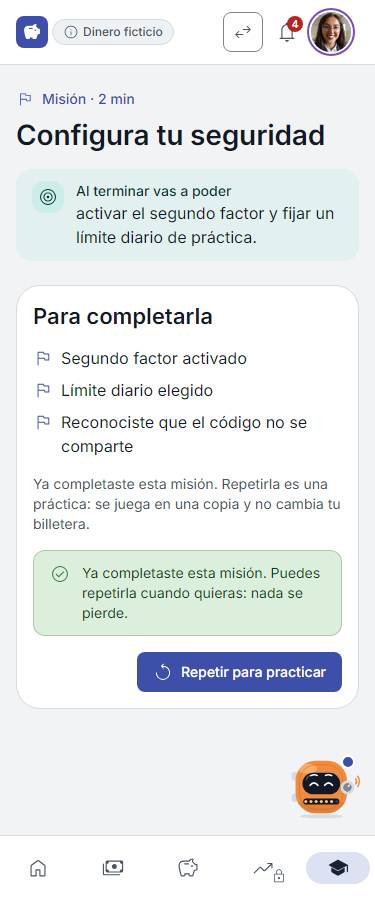 Dinero ficticio
4
Misión · 2 min
Configura tu seguridad
Al terminar vas a poder
activar el segundo factor y fijar un
límite diario de práctica.
Para completarla
Segundo factor activado
Límite diario elegido
Reconociste que el código no se
comparte
Ya completaste esta misión. Repetirla es una
práctica: se juega en una copia y no cambia tu
billetera.
Ya completaste esta misión. Puedes
repetirla cuando quieras: nada se
pierde.
Repetir para practicar